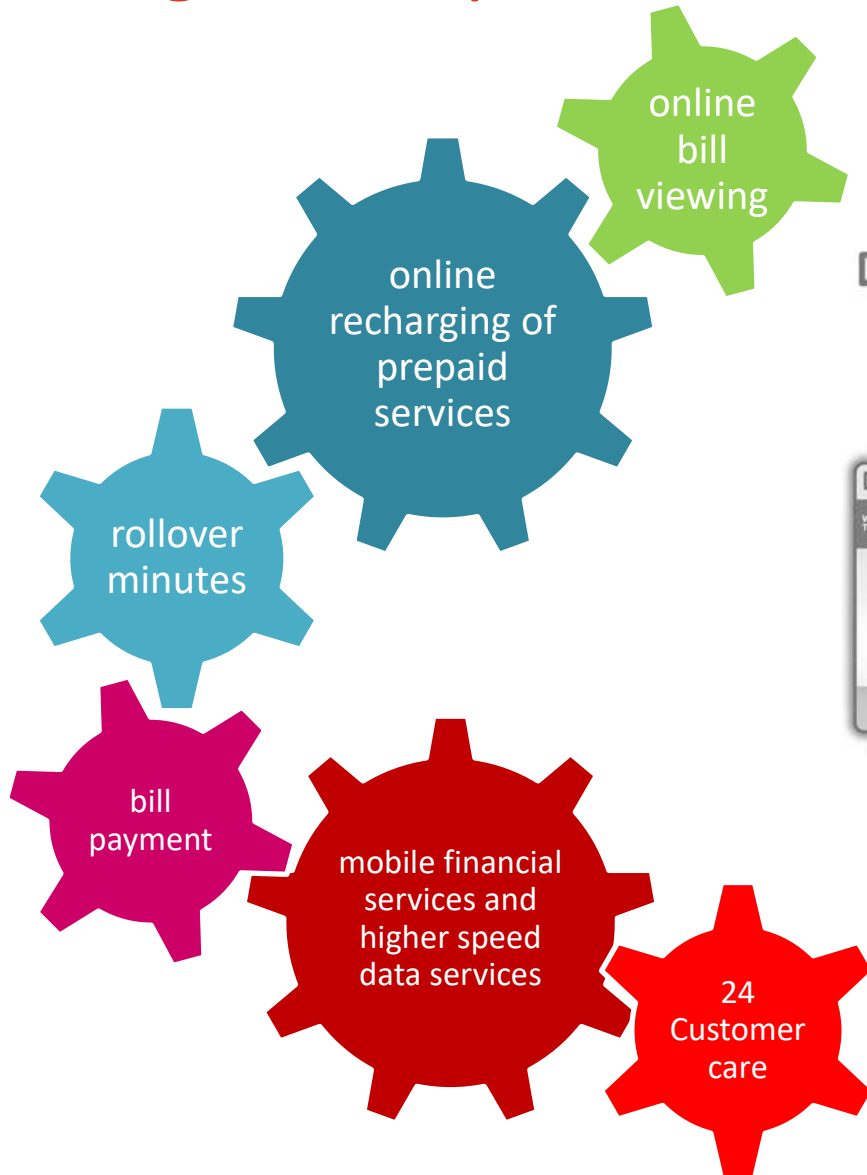 online
bill
viewing
online
recharging of
prepaid
services
rollover
minutes
bill
payment
mobile financial
services and
higher speed
data services
24
Customer
care